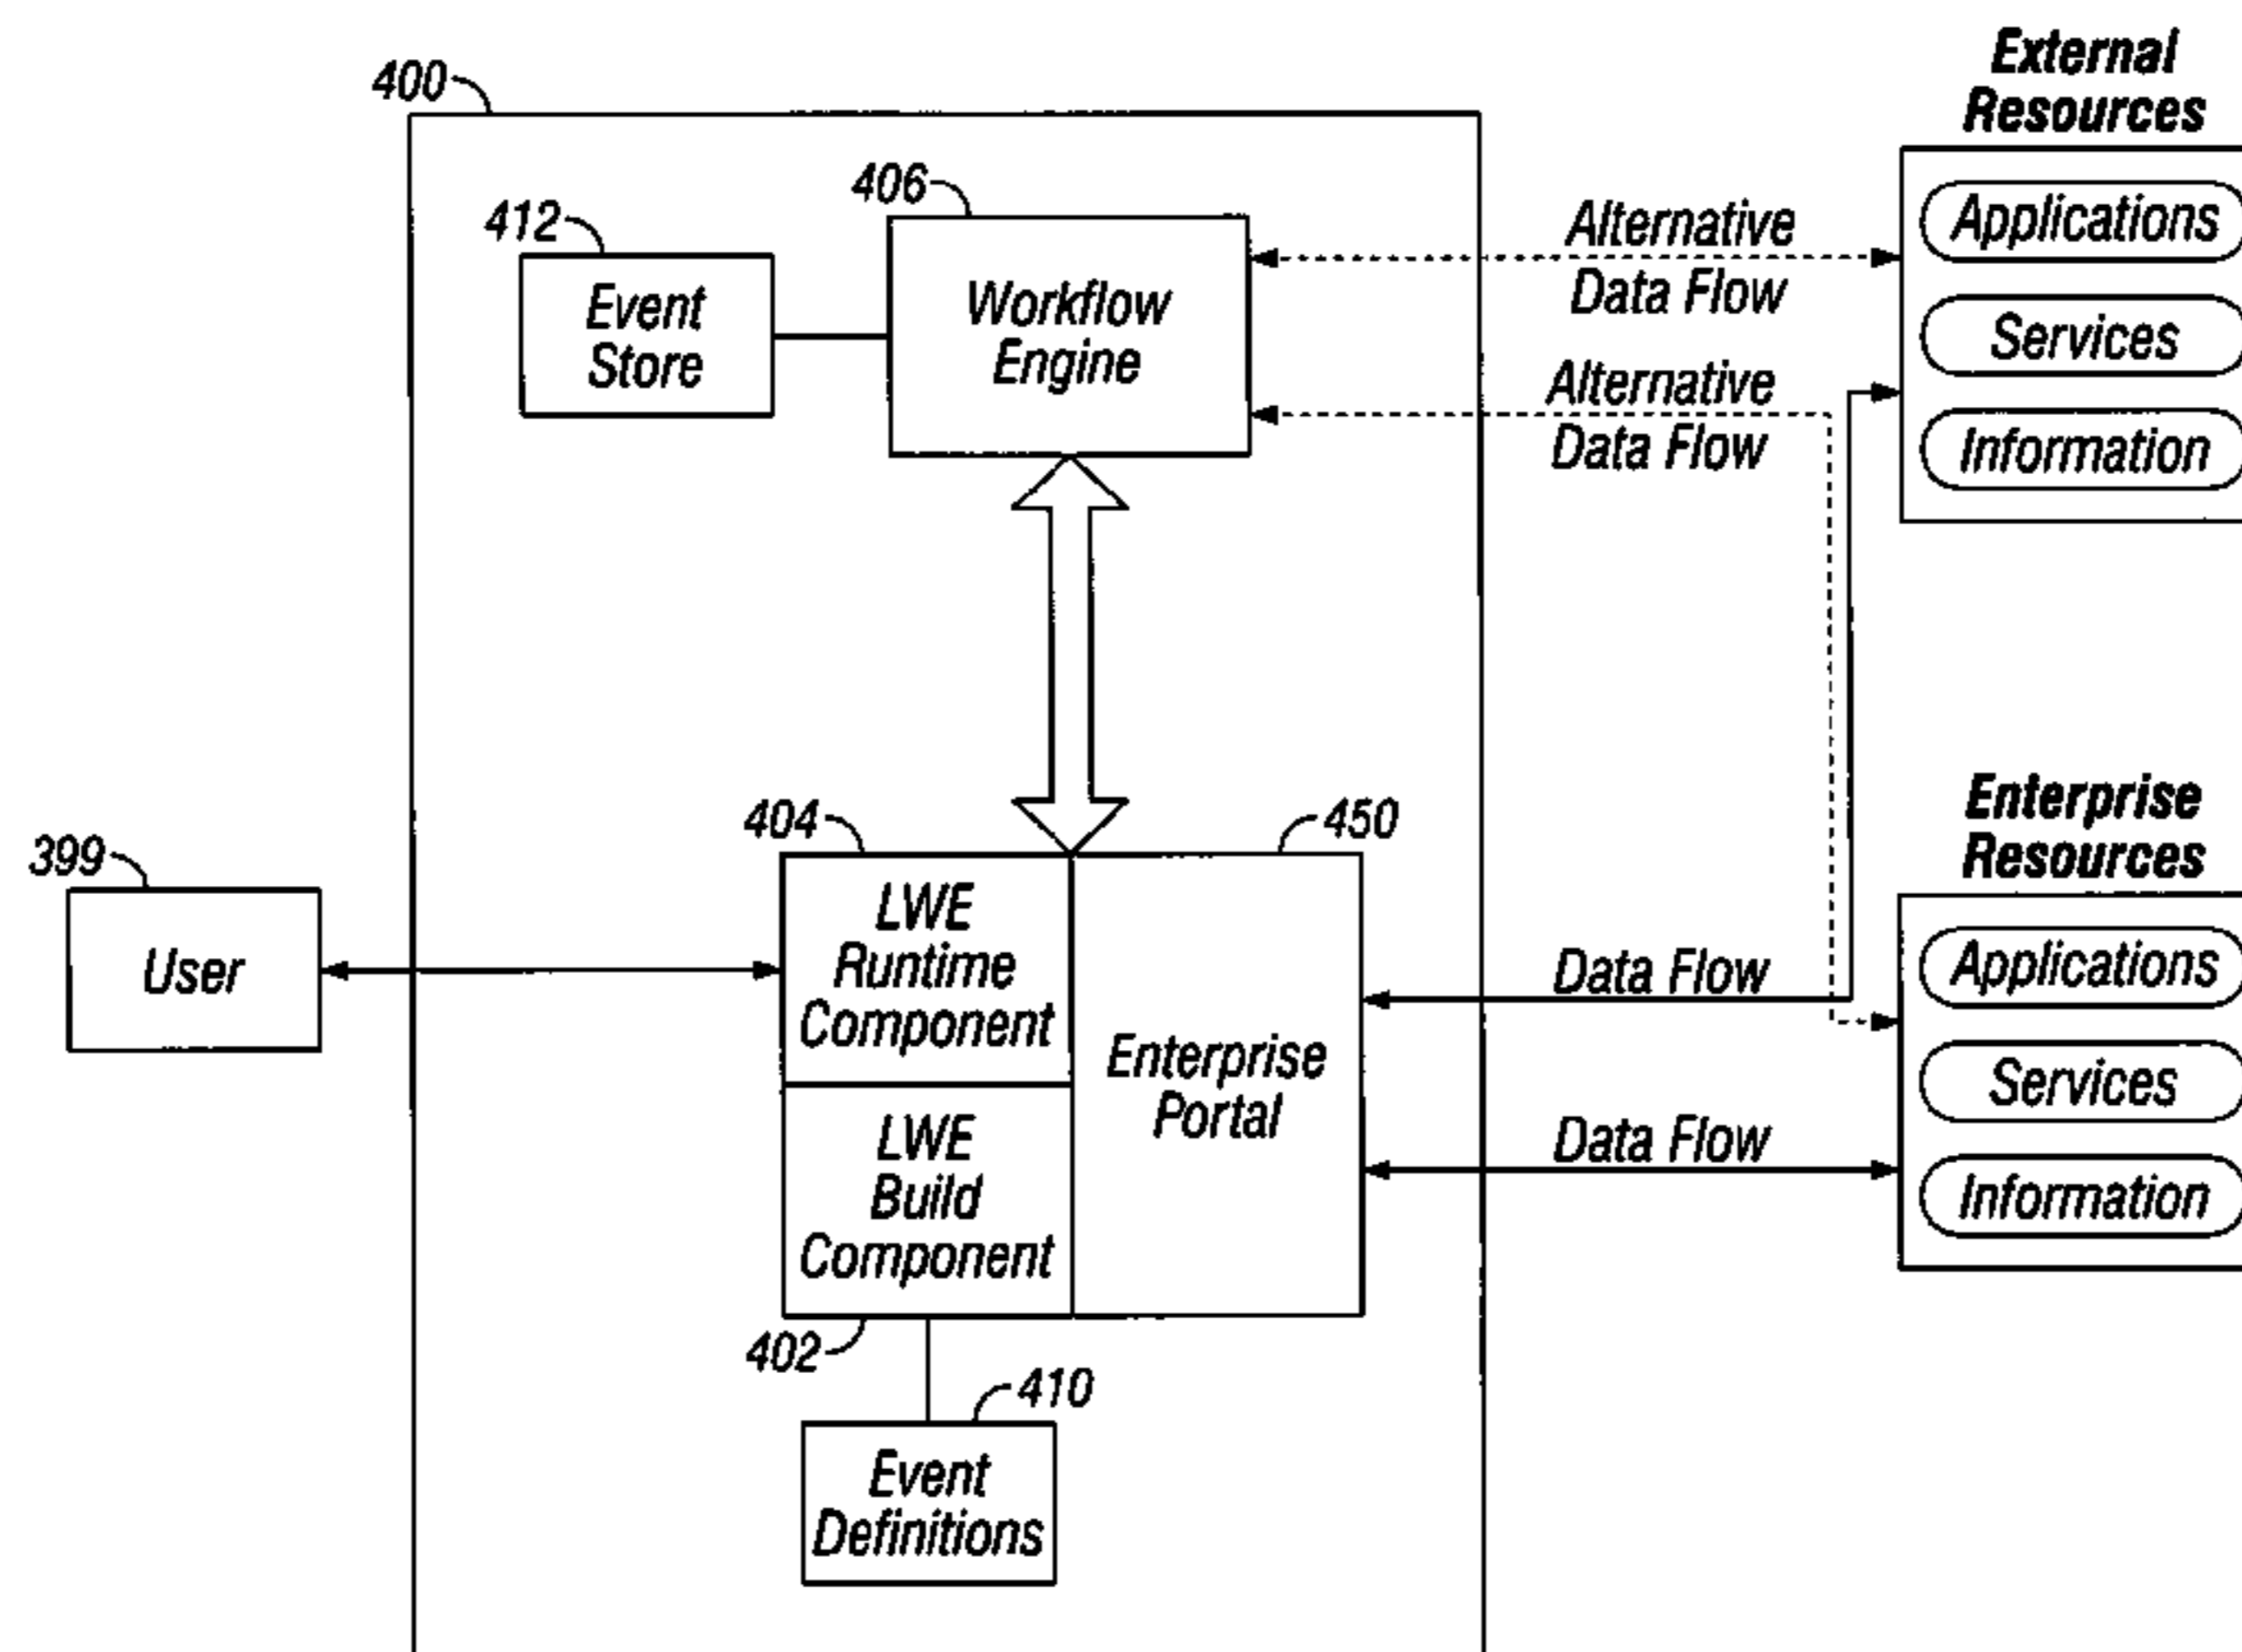 External
Resources
400
Applications
Services
Information
406
412
Workflow
Engine
Event
Store
Alternative
Data Flow
Alternative
Data Flow
404
450
399
User
LWE
Runtime
Component
Enterprise
Portal
LWE
Build
Component
Data Flow
Data Flow
Enterprise
Resources
Applications
Services
Information
402
410
Event
Definitions